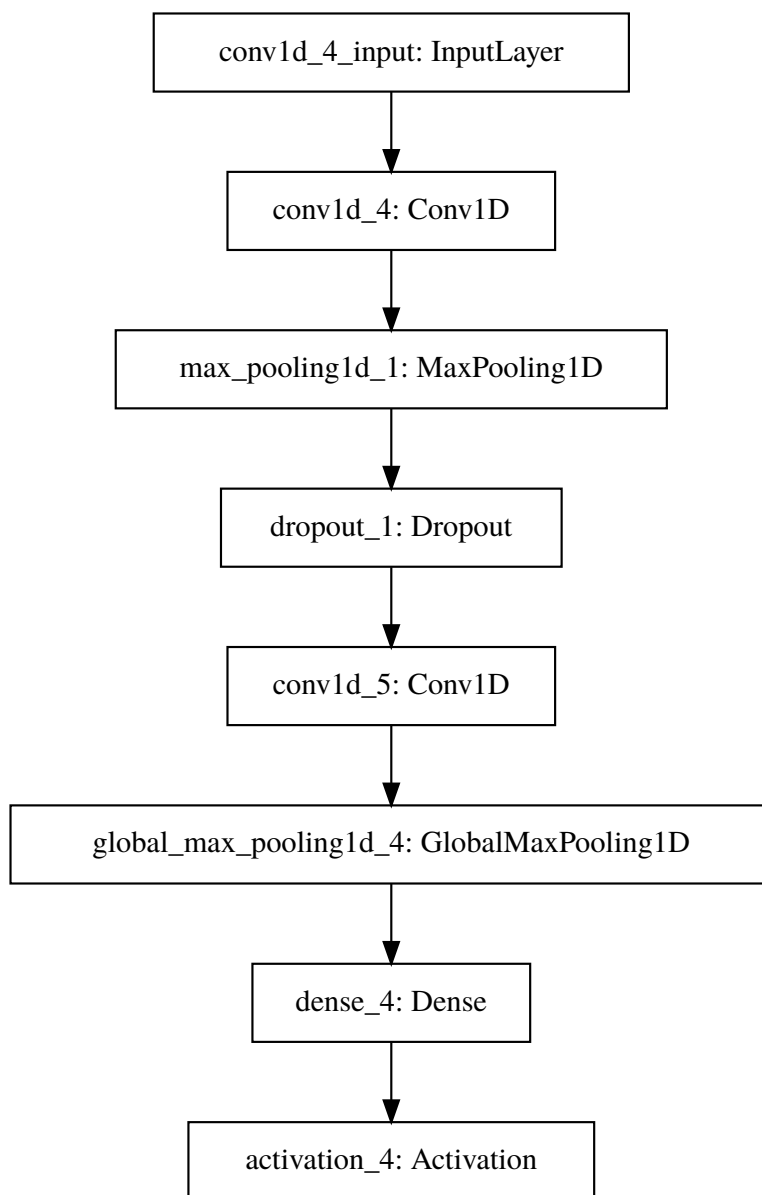 conv1d_4_input: InputLayer
conv1d_4: Conv1D
max_pooling1d_1: MaxPooling1D
dropout_1: Dropout
conv1d_5: Conv1D
global_max_pooling1d_4: GlobalMaxPooling1D
dense_4: Dense
activation_4: Activation